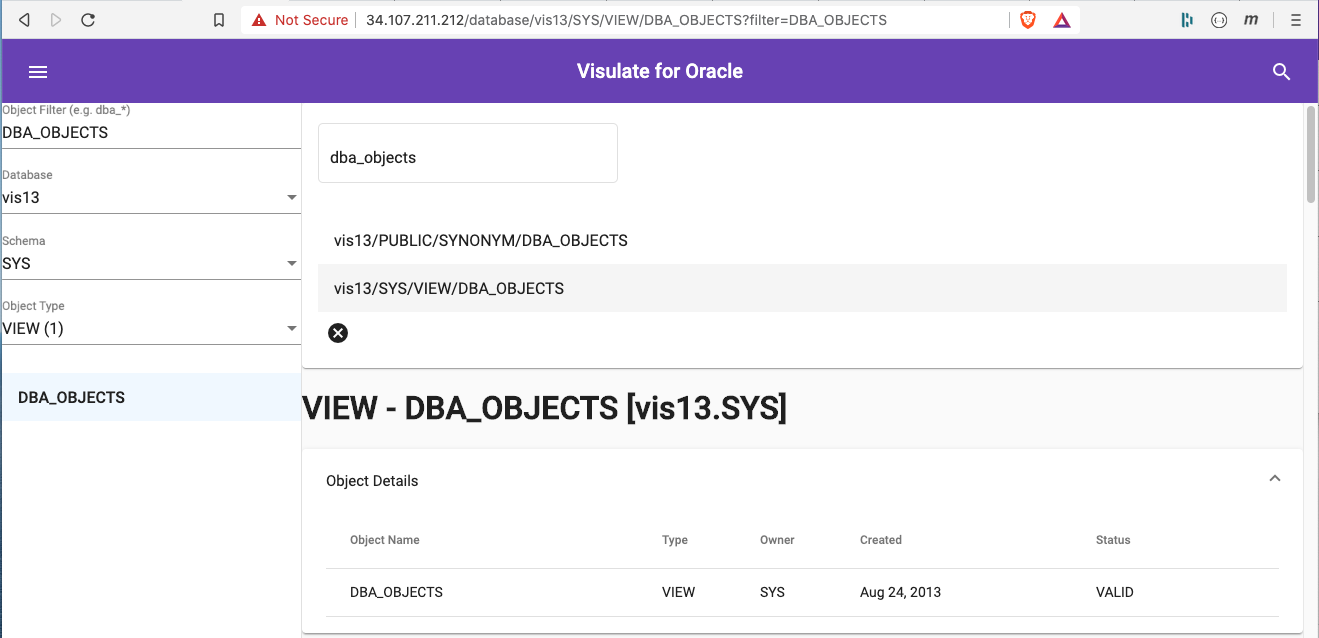 Not Secure 34.107.211.212/database/vis13/SYS/VIEW/DBA_OBJECTS?filter=DBA_OBJECTS m
Visulate for Oracle
Object Filter (e.g. dba_*)
DBA_OBJECTS
Database
vis13
Schema
SYS
Object Type
VIEW (1)
DBA_OBJECTS
dba_objects
vis13/PUBLIC/SYNONYM/DBA_OBJECTS
vis13/SYS/VIEW/DBA_OBJECTS
VIEW - DBA_OBJECTS [vis13.SYS]
Object Details
Object Name Type Owner Created Status
DBA_OBJECTS VIEW SYS Aug 24, 2013 VALID